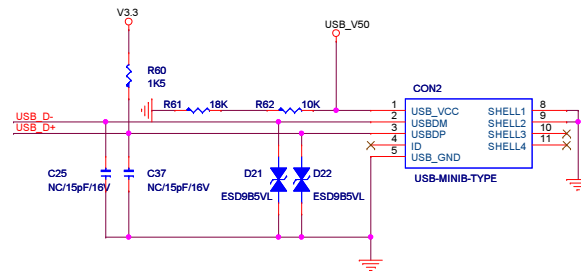 V3.3
USB_V50
R60
1K5
CON2
R61
18K
R62
10K
1
USB_VCC
SHELL1
8
USB_D-
2
USBDM
SHELL2
9
USB_D+
3
USBDP
SHELL3
10
4
ID
SHELL4
11
5
USB_GND
USB-MINIB-TYPE
C25
NC/15pF/16V
C37
NC/15pF/16V
D21
ESD9B5VL
D22
ESD9B5VL